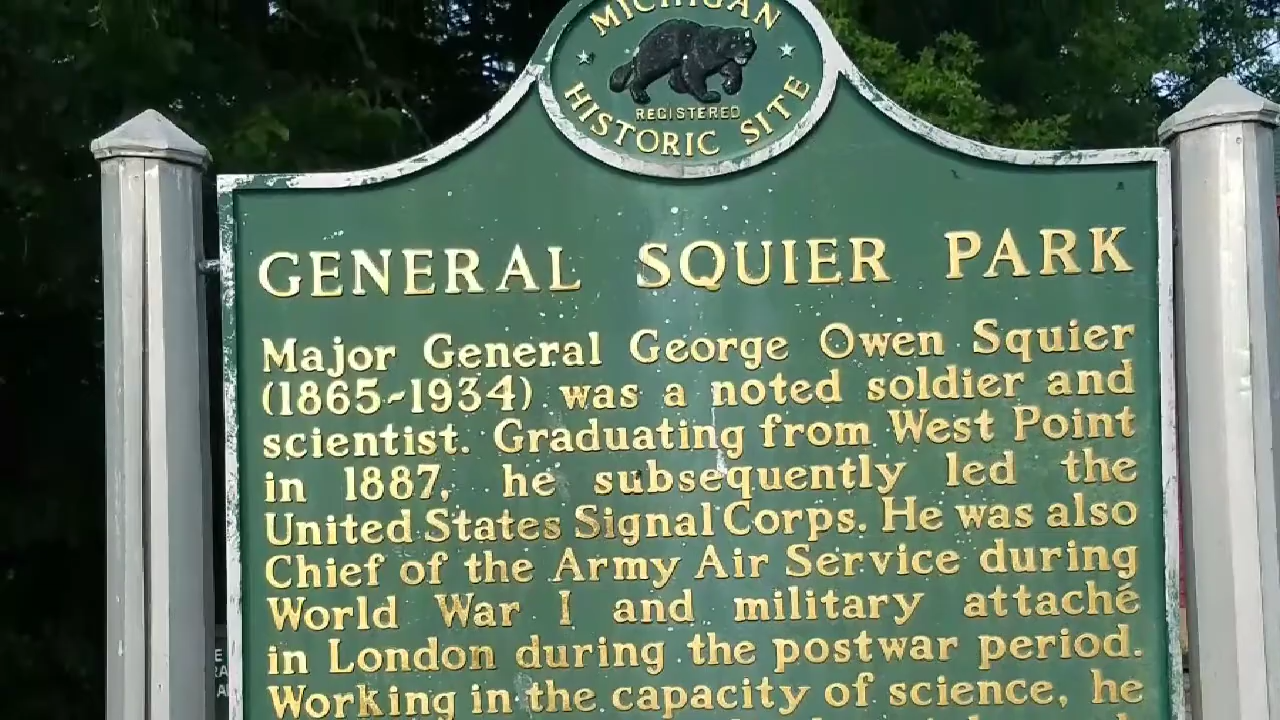 MICHIGAN
REGISTERED
HISTORIC SITE
GENERAL SQUIER PARK
Major General George Owen Squier
(1865~1934) was a noted soldier and
scientist. Graduating from West Point
in 1887, he subsequently led the
United States Signal Corps. He was also
Chief of the Army Air Service during
World War I and military attaché
in London during the postwar period.
Working in the capacity of science, he